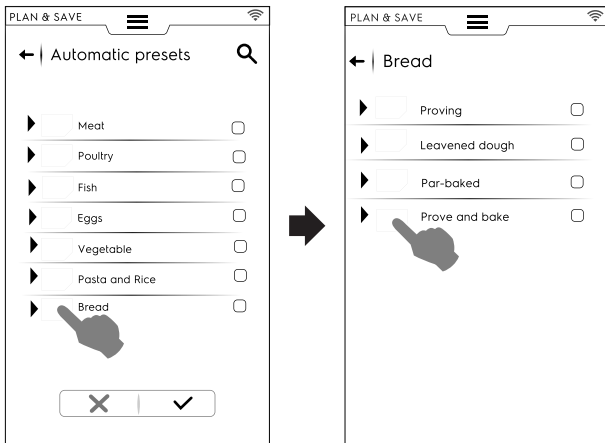 PLAN & SAVE
Automatic presets
Meat
Poultry
Fish
Eggs
Vegetable
Pasta and Rice
Bread
PLAN & SAVE
Bread
Proving
Leavened dough
Par-baked
Prove and bake